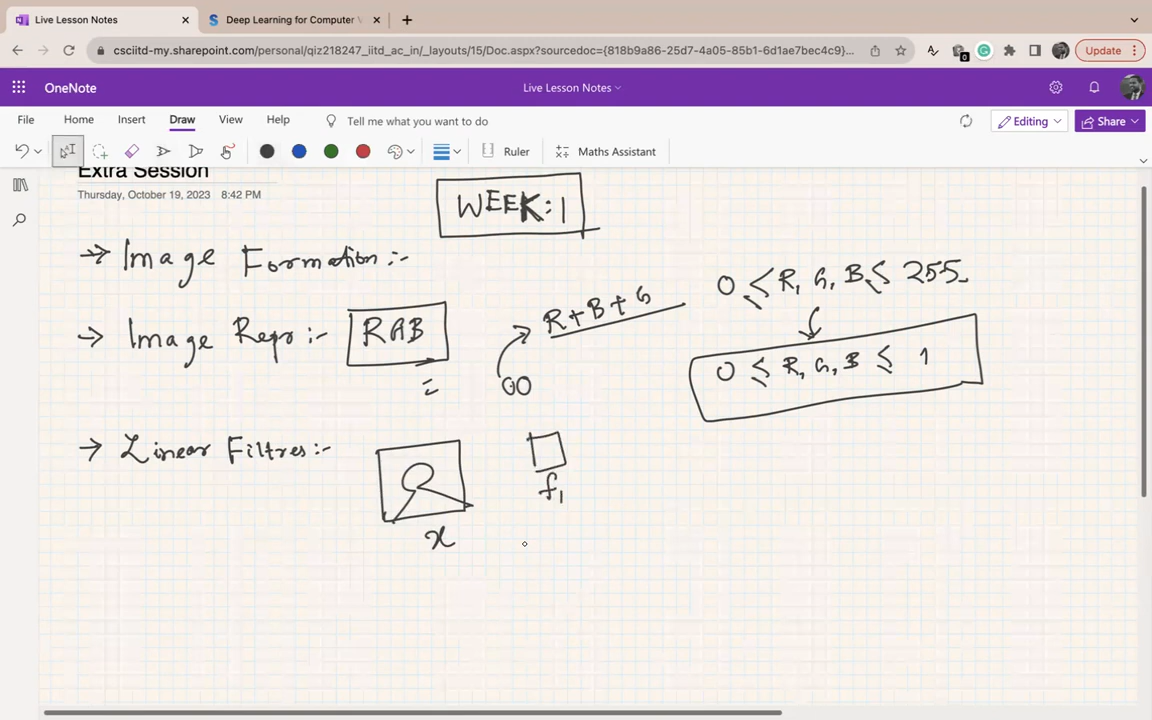 Live Lesson Notes
Deep Learning for Computer
csciitd-my.sharepoint.com/personal/qiz218247_iitd_ac_in/_layouts/15/Doc.aspx?sourcedoc={818b9a86-25d7-4a05-85b1-6d1ae7bec4c9}...
0
Update
OneNote
Live Lesson Notes
File Home Insert Draw View Help Tell me what you want to do
Editing
Share
Ruler
Maths Assistant
Extra Session
Thursday, October 19, 2023 8:42 PM
WEEK:1
→ Image Formation :-
0 ≤ R, G, B ≤ 255
→ Image Repr :- RGB
R+B+G
0 ≤ R, G, B ≤ 1
→ Linear Filtres :-
f1
x